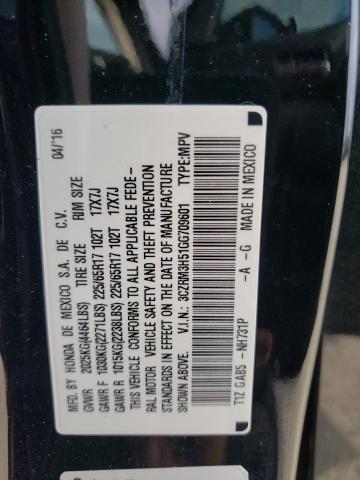 04/'16
MFD. BY HONDA DE MEXICO S.A. DE C.V.
GVWR 2025KG(4464LBS) TIRE SIZE RIM SIZE
GAWR F 1030KG(2271LBS) 225/65R17 102T 17X7J
GAWR R 1015KG(2238LBS) 225/65R17 102T 17X7J
THIS VEHICLE CONFORMS TO ALL APPLICABLE FEDE-
RAL MOTOR VEHICLE SAFETY AND THEFT PREVENTION
STANDARDS IN EFFECT ON THE DATE OF MANUFACTURE
SHOWN ABOVE.
V.I.N.: 3CZRM3H51GG709601 TYPE:MPV
T1Z GAB5 -NH731P -A -G MADE IN MEXICO